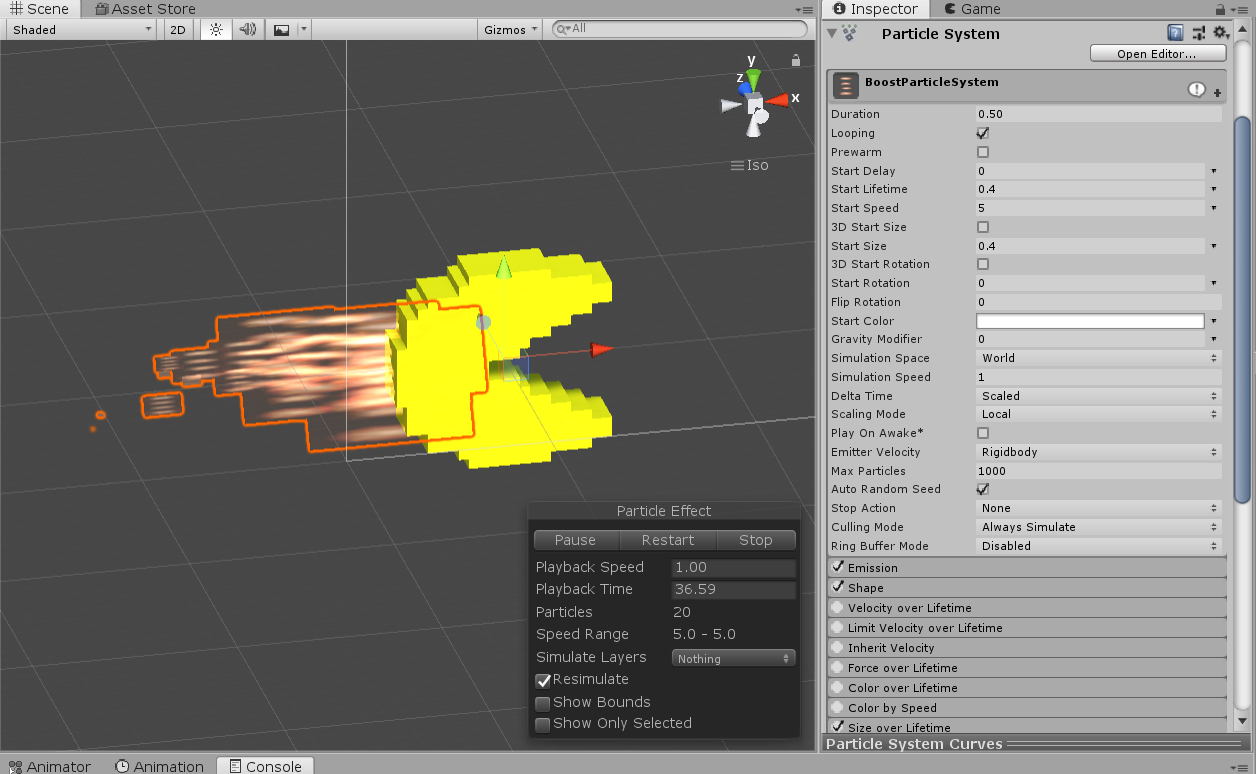 Scene
Asset Store
Shaded
2D
Gizmos
All
y
z
x
Iso
Particle Effect
Pause
Restart
Stop
Playback Speed 1.00
Playback Time 36.59
Particles 20
Speed Range 5.0 - 5.0
Simulate Layers Nothing
Resimulate
Show Bounds
Show Only Selected
Animator
Animation
Console
Inspector
Game
Particle System
Open Editor...
BoostParticleSystem
Duration 0.50
Looping
Prewarm
Start Delay 0
Start Lifetime 0.4
Start Speed 5
3D Start Size
Start Size 0.4
3D Start Rotation
Start Rotation 0
Flip Rotation 0
Start Color
Gravity Modifier 0
Simulation Space World
Simulation Speed 1
Delta Time Scaled
Scaling Mode Local
Play On Awake*
Emitter Velocity Rigidbody
Max Particles 1000
Auto Random Seed
Stop Action None
Culling Mode Always Simulate
Ring Buffer Mode Disabled
Emission
Shape
Velocity over Lifetime
Limit Velocity over Lifetime
Inherit Velocity
Force over Lifetime
Color over Lifetime
Color by Speed
Size over Lifetime
Particle System Curves